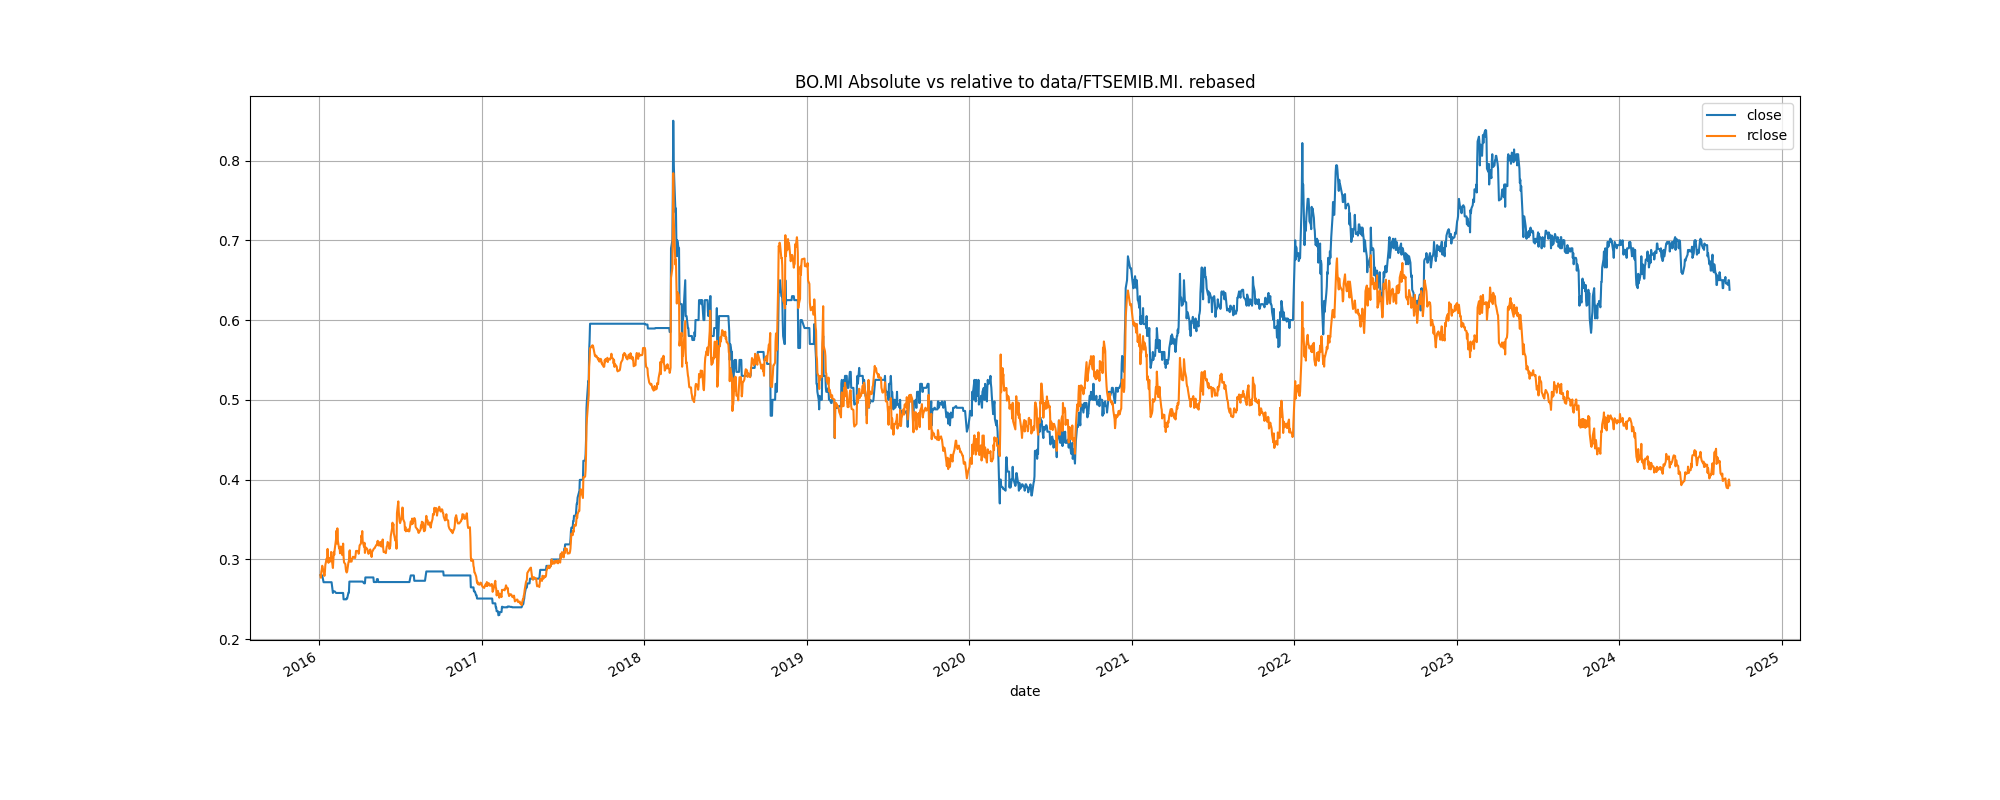 BO.MI Absolute vs relative to data/FTSEMIB.MI. rebased
close
rclose
0.8
0.7
0.6
0.5
0.4
0.3
0.2
2016 2017 2018 2019 2020 2021 2022 2023 2024 2025
date